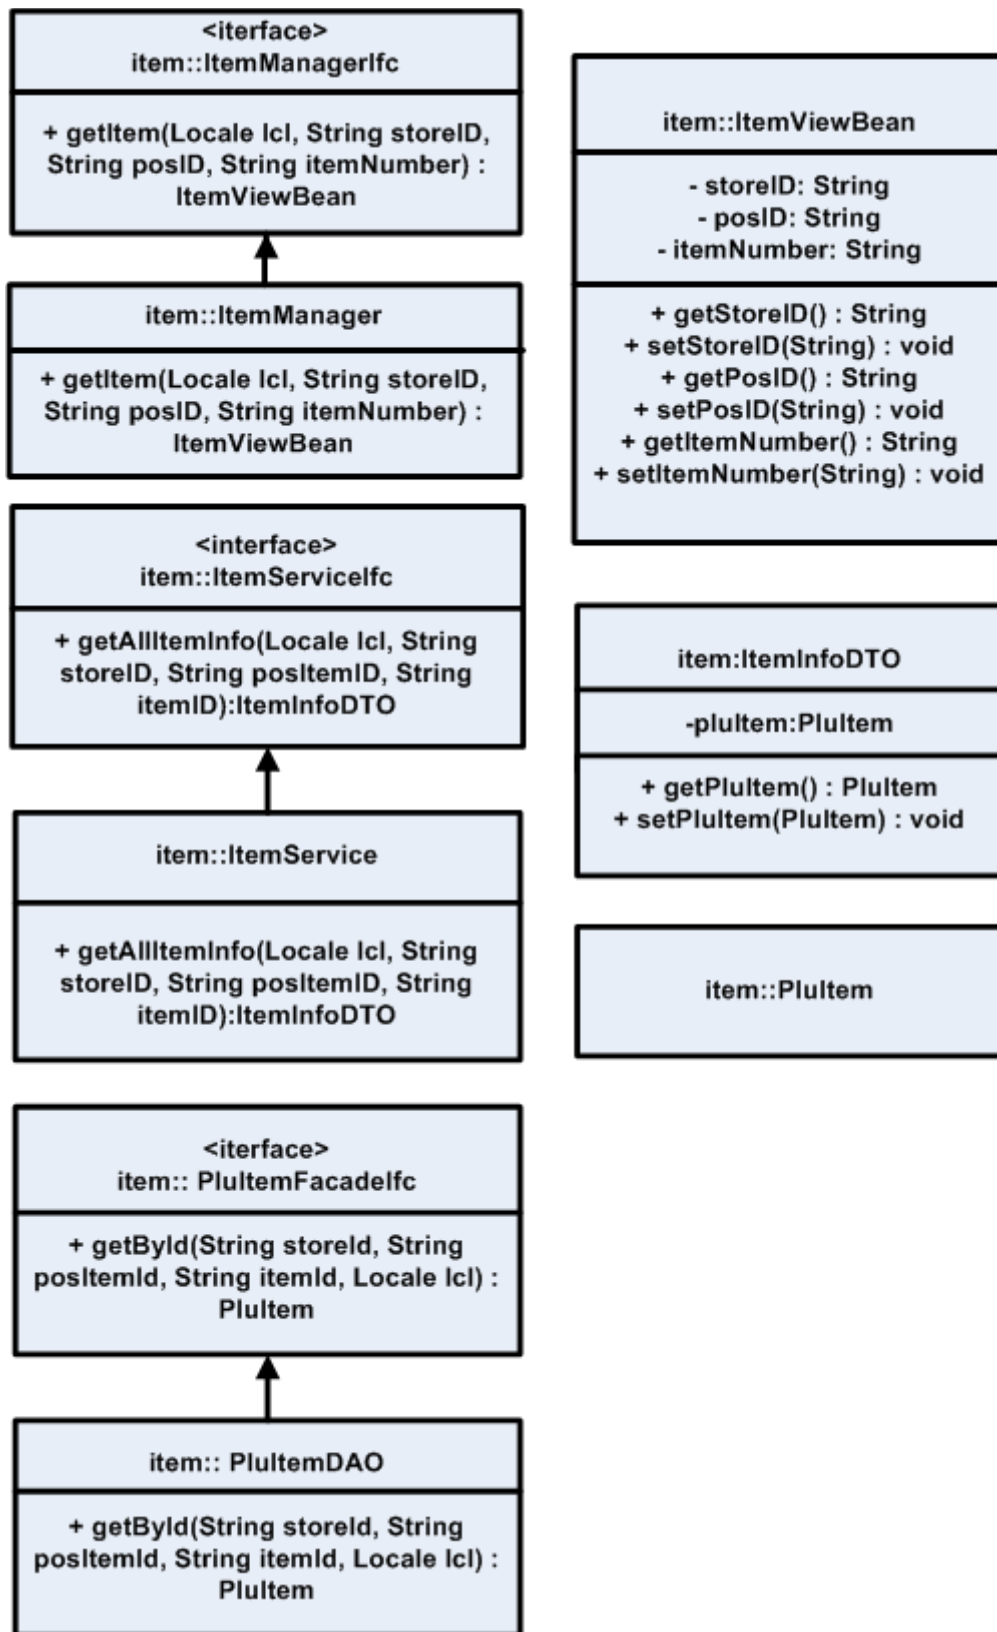 <iterface>
item::ItemManagerIfc
+ getItem(Locale lcl, String storeID,
String posID, String itemNumber) :
ItemViewBean
item::ItemManager
+ getItem(Locale lcl, String storeID,
String posID, String itemNumber) :
ItemViewBean
<interface>
item::ItemServiceIfc
+ getAllItemInfo(Locale lcl, String
storeID, String posItemID, String
itemID):ItemInfoDTO
item::ItemService
+ getAllItemInfo(Locale lcl, String
storeID, String posItemID, String
itemID):ItemInfoDTO
<iterface>
item:: PluItemFacadeIfc
+ getById(String storeId, String
posItemId, String itemId, Locale lcl) :
PluItem
item:: PluItemDAO
+ getById(String storeId, String
posItemId, String itemId, Locale lcl) :
PluItem
item::ItemViewBean
- storeID: String
- posID: String
- itemNumber: String
+ getStoreID() : String
+ setStoreID(String) : void
+ getPosID() : String
+ setPosID(String) : void
+ getItemNumber() : String
+ setItemNumber(String) : void
item:ItemInfoDTO
-pluItem:PluItem
+ getPluItem() : PluItem
+ setPluItem(PluItem) : void
item::PluItem